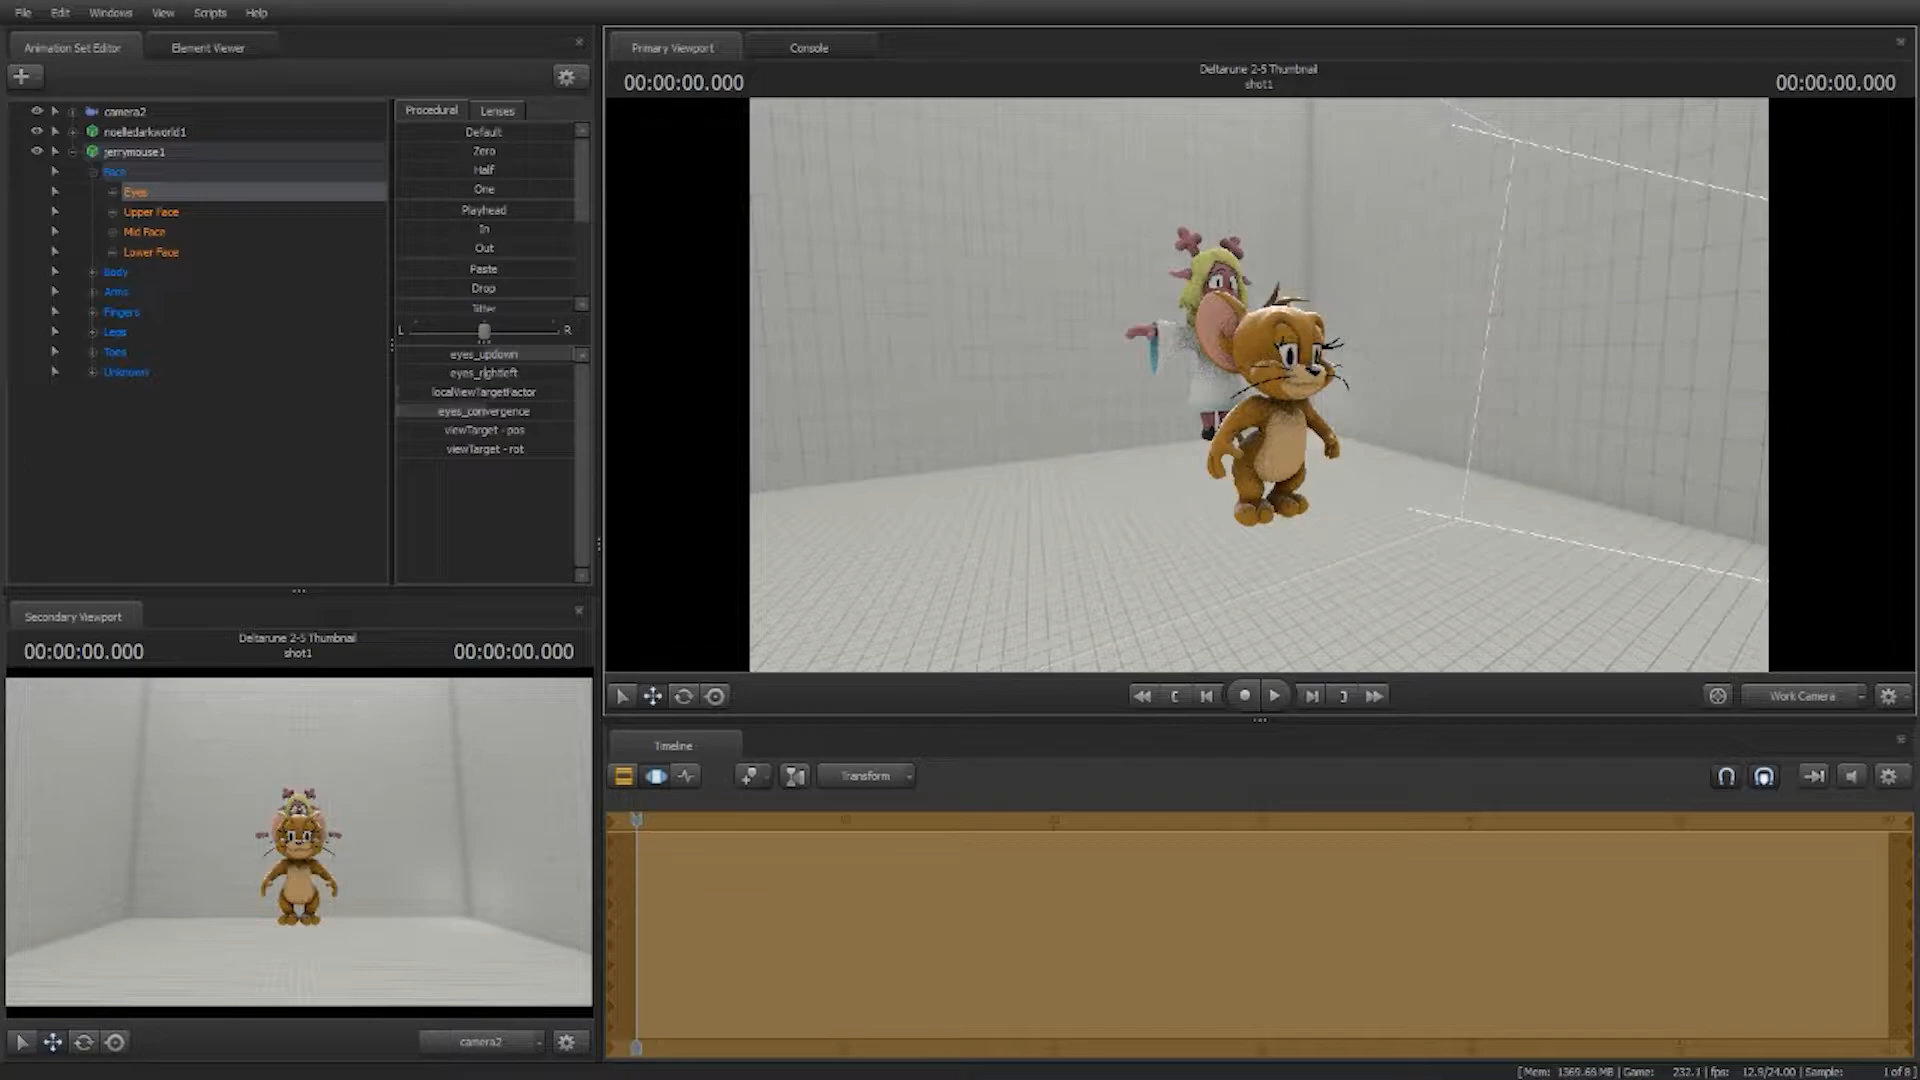 File Edit Windows View Scripts Help
Animation Set Editor Element Viewer
camera2
noelledarkworld1
jerrymouse1
Face
Eyes
Upper Face
Mid Face
Lower Face
Body
Arms
Fingers
Legs
Toes
Unknown
Procedural Lenses
Default
Zero
Half
One
Playhead
In
Out
Paste
Drop
Jitter
L R
eyes_updown
eyes_rightleft
localViewTargetFactor
eyes_convergence
viewTarget - pos
viewTarget - rot
Primary Viewport Console
00:00:00.000
Deltarune 2-5 Thumbnail
shot1
00:00:00.000
Work Camera
Secondary Viewport
00:00:00.000
Deltarune 2-5 Thumbnail
shot1
00:00:00.000
camera2
Timeline
Transform
[ Mem: 1369.66 MB | Game: 232.1 | fps: 12.9/24.00 | Sample: 1 of 8 ]